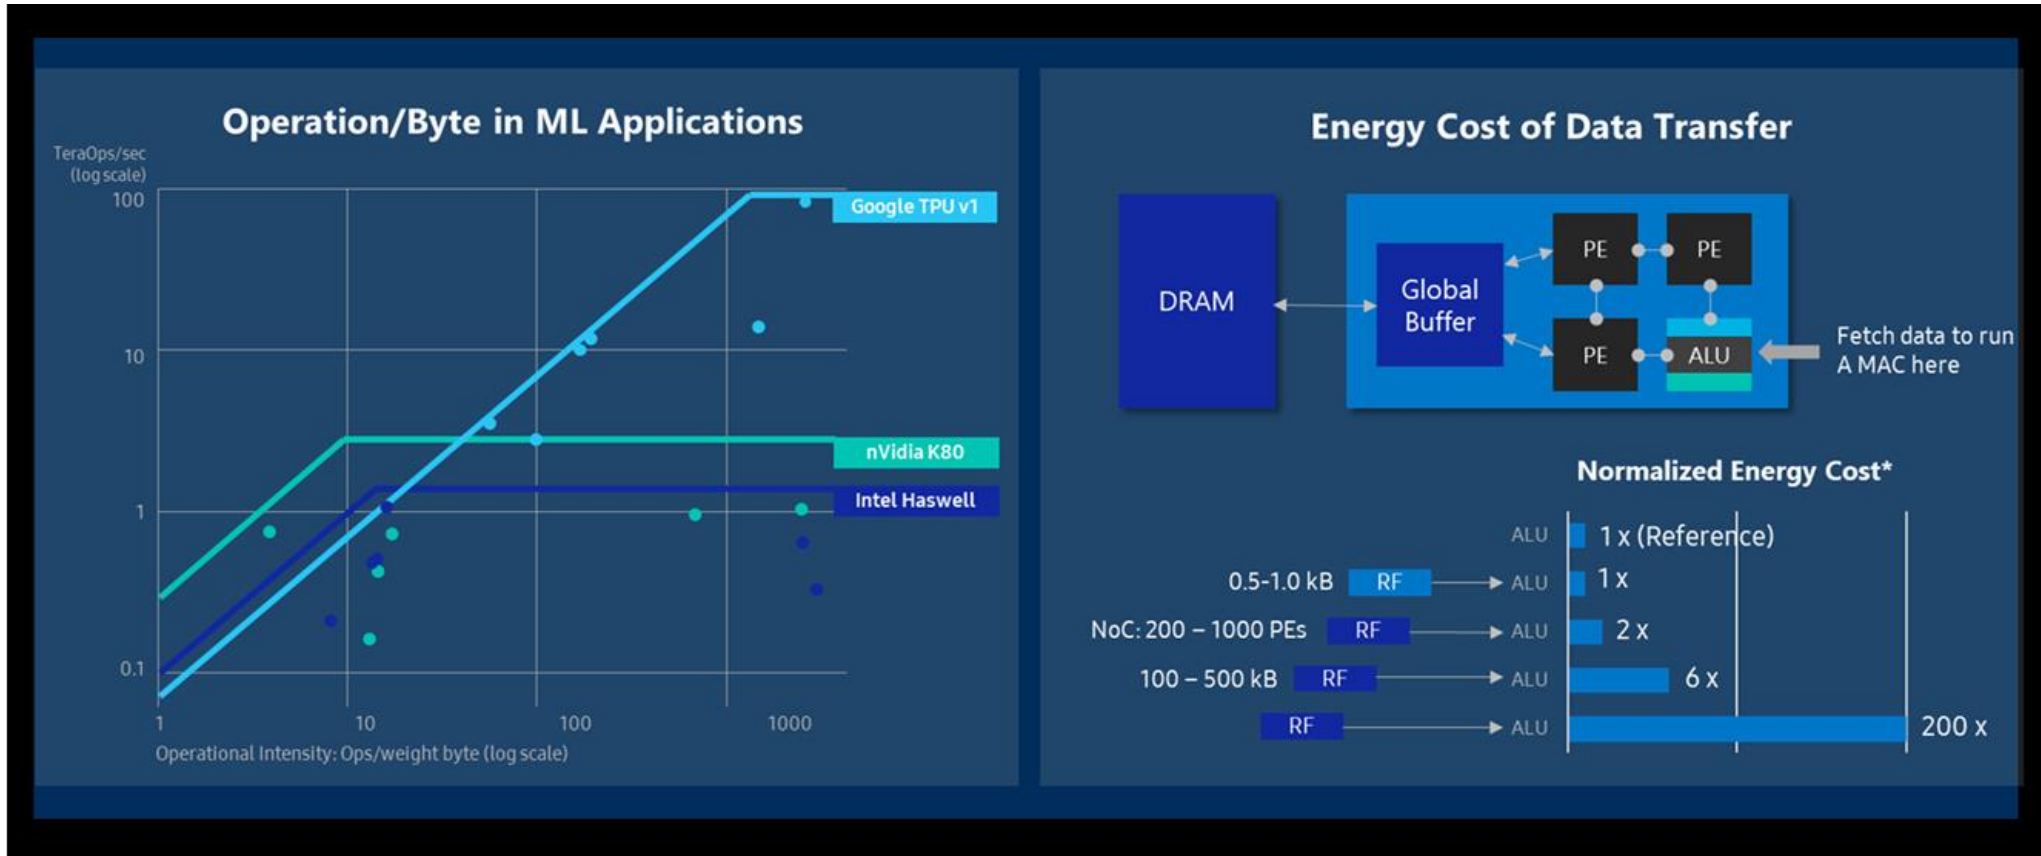 Operation/Byte in ML Applications
TeraOps/sec
(log scale)
100
10
1
0.1
1
10
100
1000
Operational Intensity: Ops/weight byte (log scale)
Google TPU v1
nVidia K80
Intel Haswell
Energy Cost of Data Transfer
DRAM
Global
Buffer
PE
PE
PE
ALU
Fetch data to run
A MAC here
Normalized Energy Cost*
ALU
1 x (Reference)
0.5-1.0 kB
RF
ALU
1 x
NoC: 200 – 1000 PEs
RF
ALU
2 x
100 – 500 kB
RF
ALU
6 x
RF
ALU
200 x